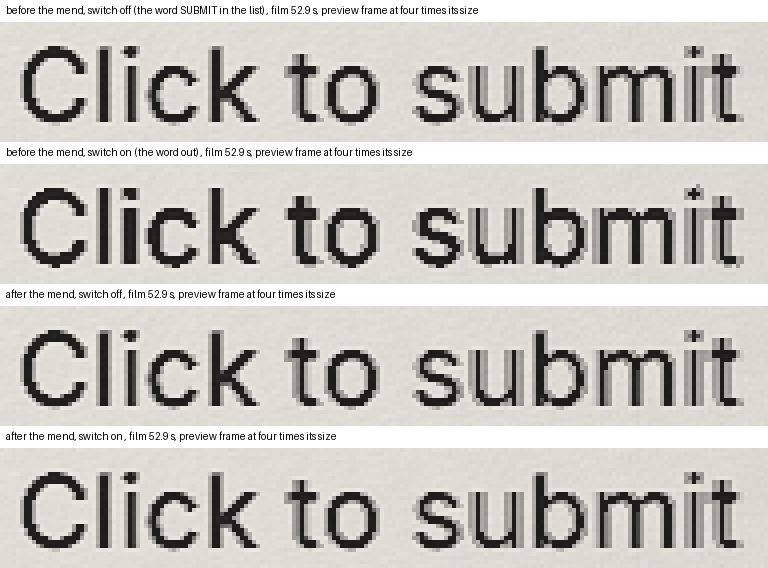 before the mend, switch off (the word SUBMIT in the list), film 52.9 s, preview frame at four times its size
Click to submit
before the mend, switch on (the word out), film 52.9 s, preview frame at four times its size
Click to submit
after the mend, switch off, film 52.9 s, preview frame at four times its size
Click to submit
after the mend, switch on, film 52.9 s, preview frame at four times its size
Click to submit